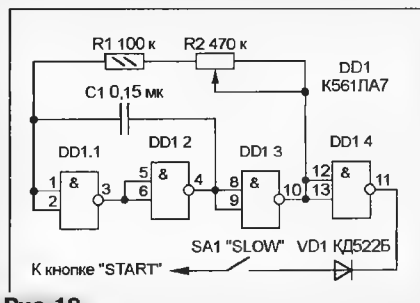 R1 100 к
R2 470 к
DD1
К561ЛА7
C1 0,15 мк
DD1.1
DD1 2
DD1 3
DD1 4
1
2
&
3
5
6
&
4
8
9
&
10
12
13
&
11
SA1 "SLOW"
VD1 КД522Б
К кнопке "START"
Рис 18